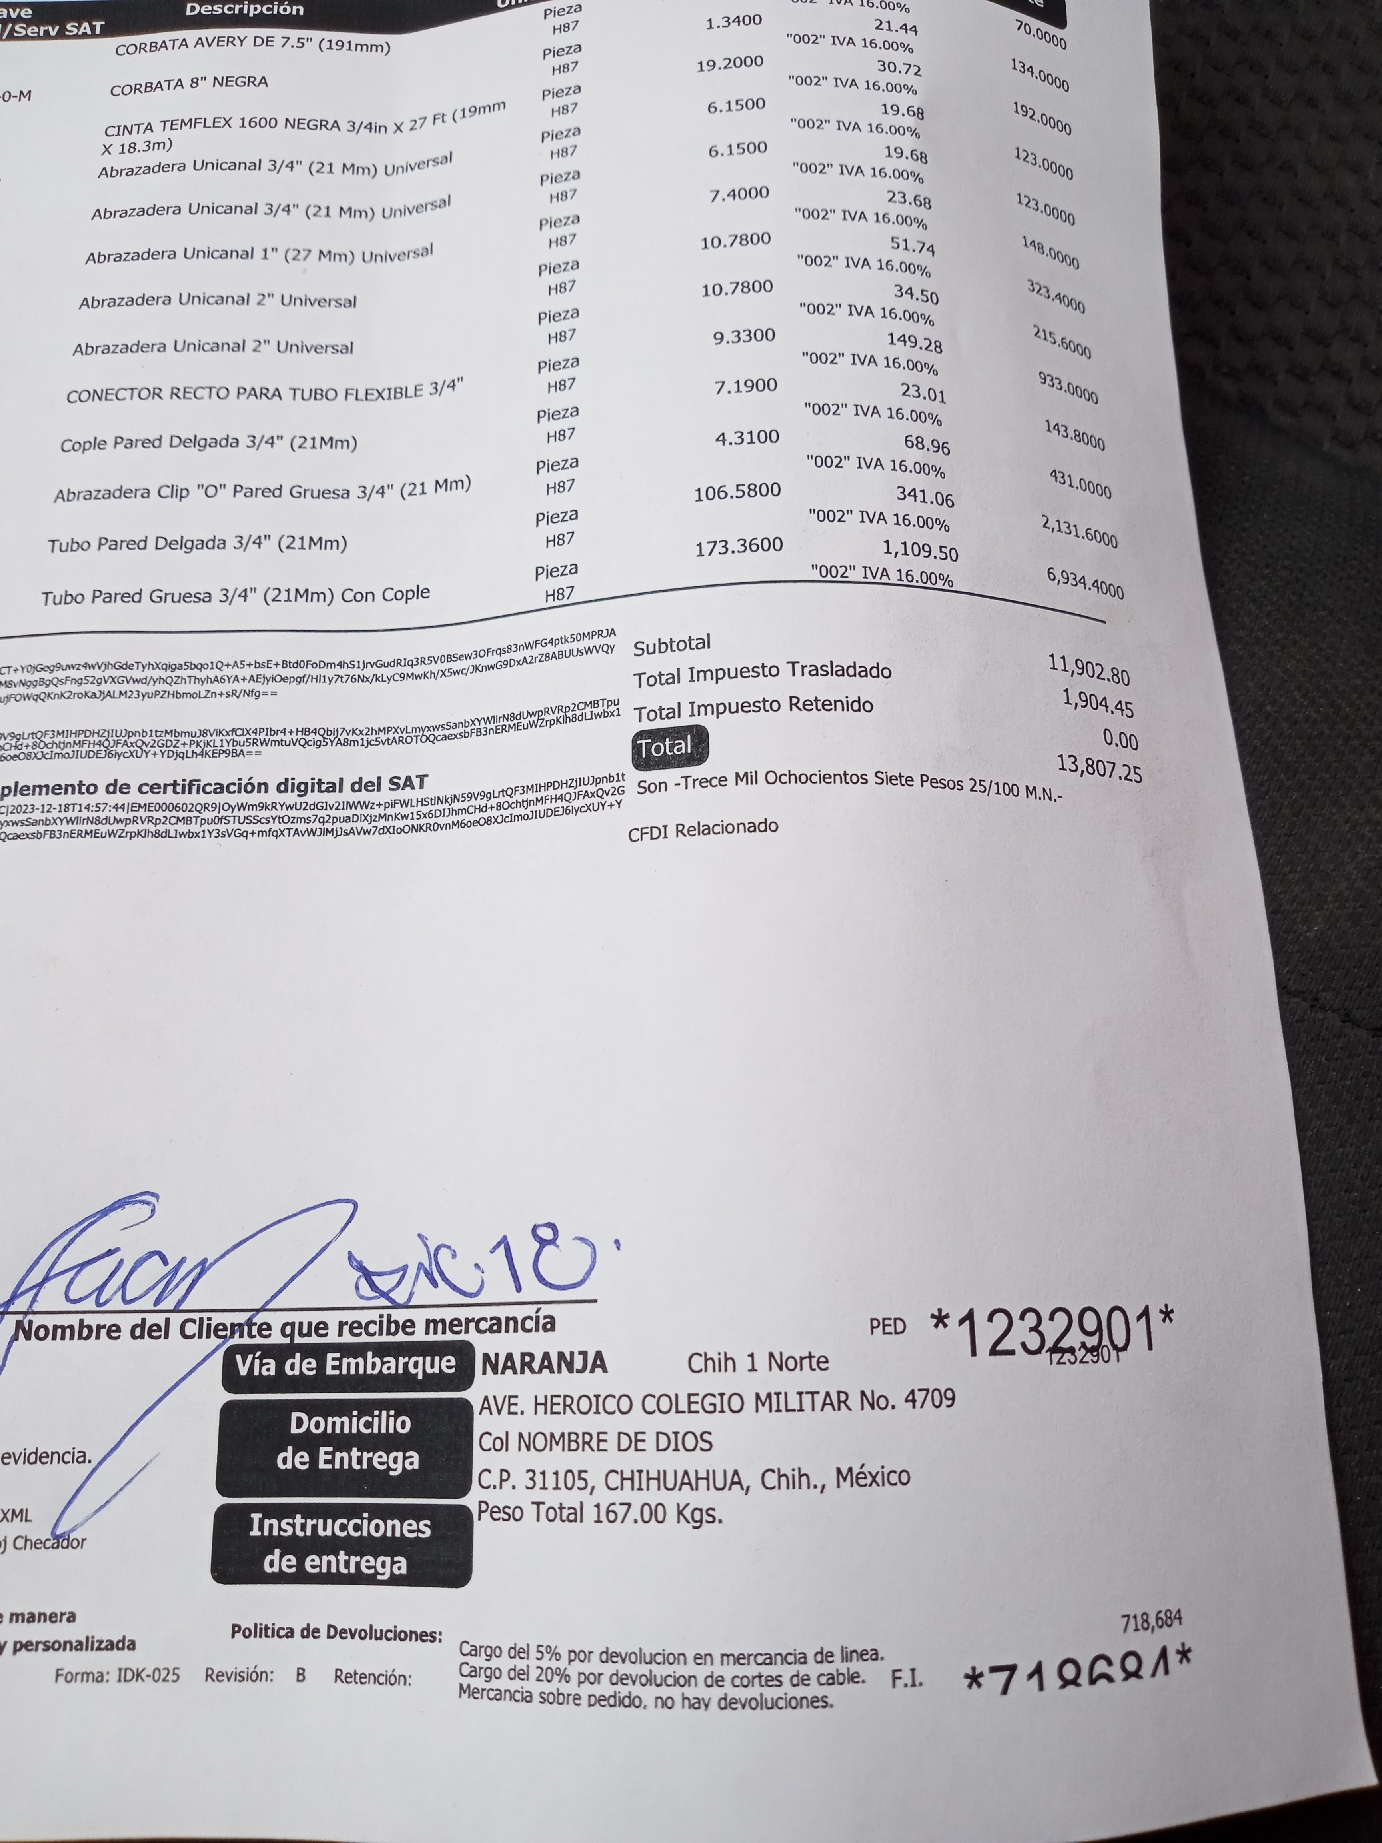 ave Descripción
/Serv SAT
Pieza
H87 16.00%
CORBATA AVERY DE 7.5" (191mm) Pieza H87 1.3400 21.44 "002" IVA 16.00% 70.0000
0-M CORBATA 8" NEGRA Pieza H87 19.2000 30.72 "002" IVA 16.00% 134.0000
CINTA TEMFLEX 1600 NEGRA 3/4in X 27 Ft (19mm Pieza H87 6.1500 19.68 "002" IVA 16.00% 192.0000
X 18.3m)
Abrazadera Unicanal 3/4" (21 Mm) Universal Pieza H87 6.1500 19.68 "002" IVA 16.00% 123.0000
Abrazadera Unicanal 3/4" (21 Mm) Universal Pieza H87 7.4000 23.68 "002" IVA 16.00% 123.0000
Abrazadera Unicanal 1" (27 Mm) Universal Pieza H87 10.7800 51.74 "002" IVA 16.00% 148.0000
Abrazadera Unicanal 2" Universal Pieza H87 10.7800 34.50 "002" IVA 16.00% 323.4000
Abrazadera Unicanal 2" Universal Pieza H87 9.3300 149.28 "002" IVA 16.00% 215.6000
CONECTOR RECTO PARA TUBO FLEXIBLE 3/4" Pieza H87 7.1900 23.01 "002" IVA 16.00% 933.0000
Cople Pared Delgada 3/4" (21Mm) Pieza H87 4.3100 68.96 "002" IVA 16.00% 143.8000
Abrazadera Clip "O" Pared Gruesa 3/4" (21 Mm) Pieza H87 106.5800 341.06 "002" IVA 16.00% 431.0000
Tubo Pared Delgada 3/4" (21Mm) Pieza H87 173.3600 1,109.50 "002" IVA 16.00% 2,131.6000
Tubo Pared Gruesa 3/4" (21Mm) Con Cople Pieza H87 6,934.4000
Subtotal 11,902.80
Total Impuesto Trasladado 1,904.45
Total Impuesto Retenido 0.00
Total 13,807.25
Son -Trece Mil Ochocientos Siete Pesos 25/100 M.N.-
plemento de certificación digital del SAT
CFDI Relacionado
dic 18.
Nombre del Cliente que recibe mercancía
PED *1232901*
1232901
Vía de Embarque NARANJA Chih 1 Norte
Domicilio de Entrega
AVE. HEROICO COLEGIO MILITAR No. 4709
Col NOMBRE DE DIOS
C.P. 31105, CHIHUAHUA, Chih., México
evidencia.
Instrucciones de entrega
Peso Total 167.00 Kgs.
XML
j Checador
manera
y personalizada
Forma: IDK-025 Revisión: B Retención:
Politica de Devoluciones:
Cargo del 5% por devolucion en mercancia de linea.
Cargo del 20% por devolucion de cortes de cable.
Mercancia sobre pedido, no hay devoluciones.
718,684
F.I. *718684*